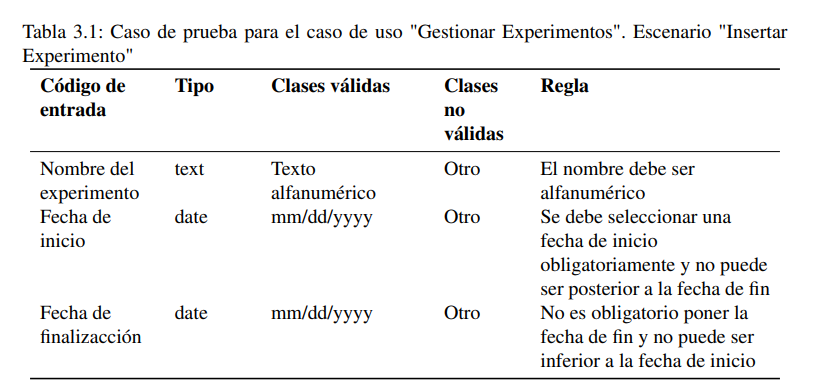 Tabla 3.1: Caso de prueba para el caso de uso "Gestionar Experimentos". Escenario "Insertar
Experimento"
Código de entrada Tipo Clases válidas Clases no válidas Regla
Nombre del experimento text Texto alfanumérico Otro El nombre debe ser alfanumérico
Fecha de inicio date mm/dd/yyyy Otro Se debe seleccionar una fecha de inicio obligatoriamente y no puede ser posterior a la fecha de fin
Fecha de finalizacción date mm/dd/yyyy Otro No es obligatorio poner la fecha de fin y no puede ser inferior a la fecha de inicio